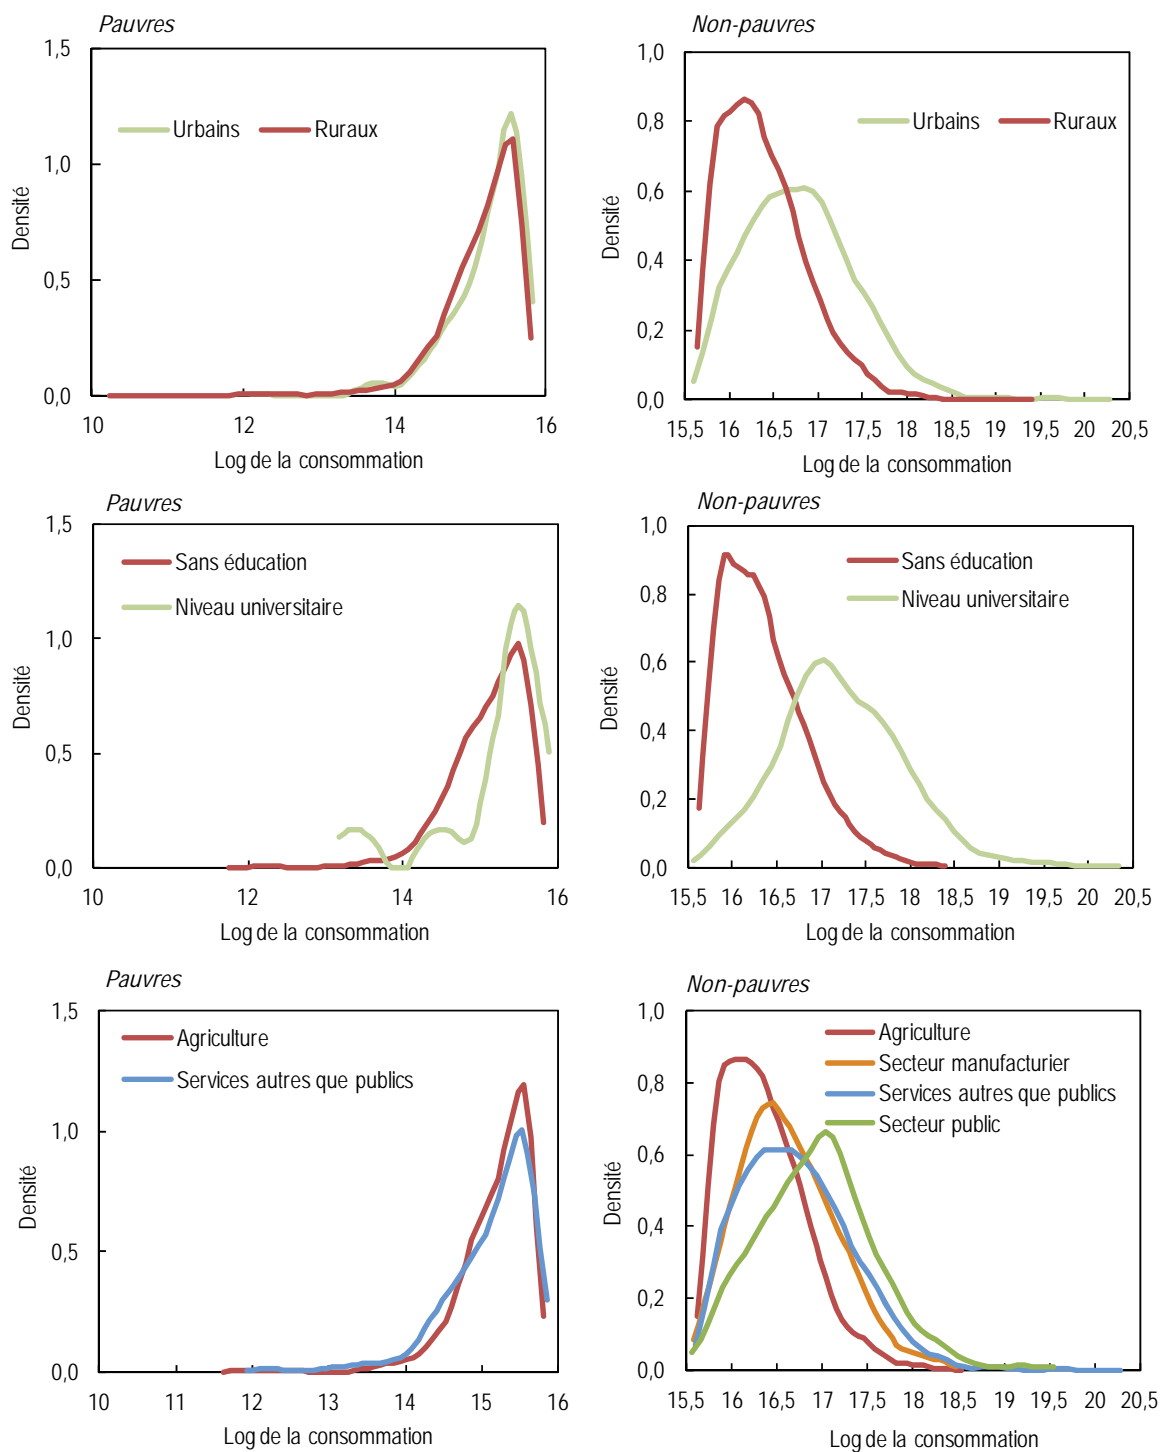 Pauvres
1,5
1,0
0,5
0,0
Densité
Urbains
Ruraux
10
12
14
16
Log de la consommation
Non-pauvres
1,0
0,8
0,6
0,4
0,2
0,0
Densité
Urbains
Ruraux
15,5
16
16,5
17
17,5
18
18,5
19
19,5
20
20,5
Log de la consommation
Pauvres
1,5
1,0
0,5
0,0
Densité
Sans éducation
Niveau universitaire
10
12
14
16
Log de la consommation
Non-pauvres
1,0
0,8
0,6
0,4
0,2
0,0
Densité
Sans éducation
Niveau universitaire
15,5
16
16,5
17
17,5
18
18,5
19
19,5
20
20,5
Log de la consommation
Pauvres
1,5
1,0
0,5
0,0
Densité
Agriculture
Services autres que publics
10
11
12
13
14
15
16
Log de la consommation
Non-pauvres
1,0
0,8
0,6
0,4
0,2
0,0
Densité
Agriculture
Secteur manufacturier
Services autres que publics
Secteur public
15,5
16
16,5
17
17,5
18
18,5
19
19,5
20
20,5
Log de la consommation